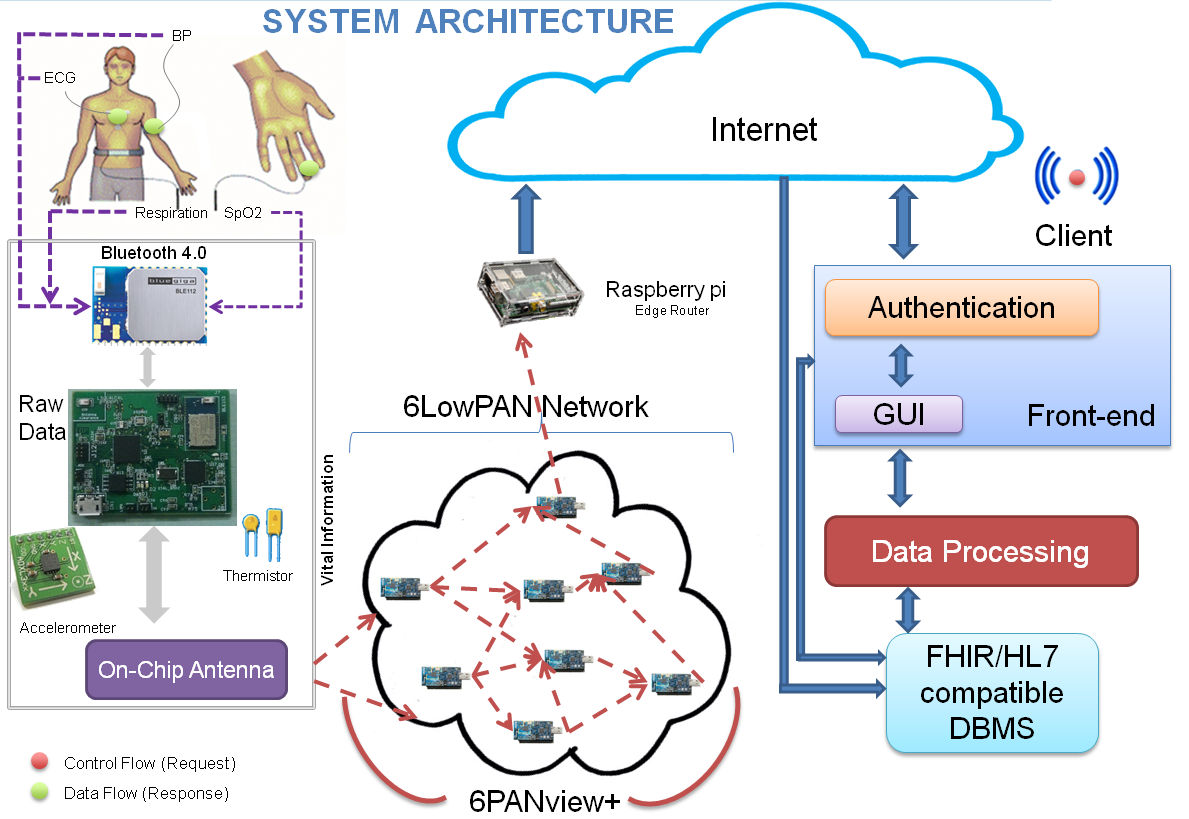 SYSTEM ARCHITECTURE
BP
ECG
Respiration
SpO2
Internet
Client
Bluetooth 4.0
bluegiga
BLE112
Raspberry pi
Edge Router
Authentication
GUI
Front-end
Raw
Data
6LowPAN Network
Vital Information
Thermistor
Accelerometer
On-Chip Antenna
Data Processing
FHIR/HL7
compatible
DBMS
Control Flow (Request)
Data Flow (Response)
6PANview+